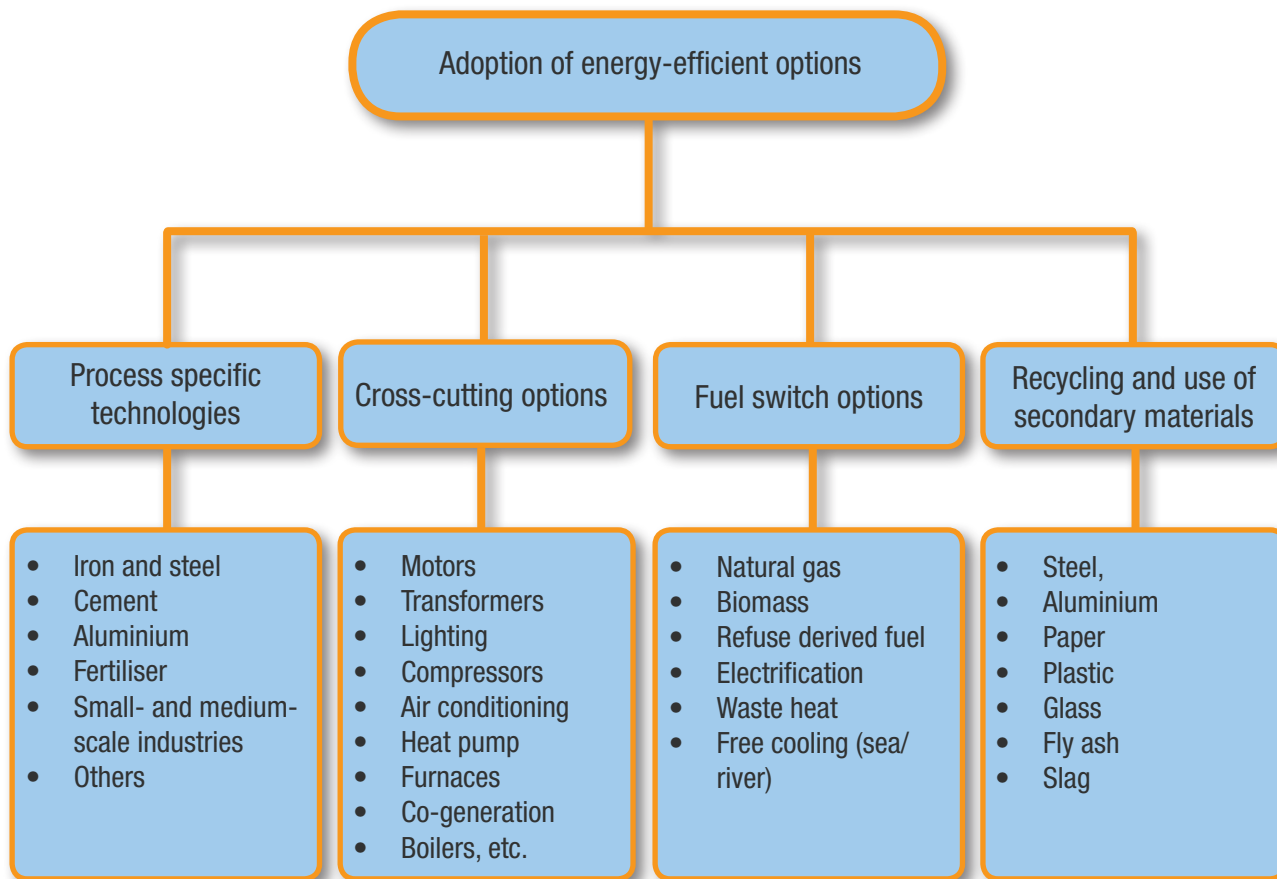 Adoption of energy-efficient options
Process specific
technologies
Cross-cutting options
Fuel switch options
Recycling and use of
secondary materials
• Iron and steel
• Cement
• Aluminium
• Fertiliser
• Small- and medium-
scale industries
• Others
• Motors
• Transformers
• Lighting
• Compressors
• Air conditioning
• Heat pump
• Furnaces
• Co-generation
• Boilers, etc.
• Natural gas
• Biomass
• Refuse derived fuel
• Electrification
• Waste heat
• Free cooling (sea/
river)
• Steel,
• Aluminium
• Paper
• Plastic
• Glass
• Fly ash
• Slag